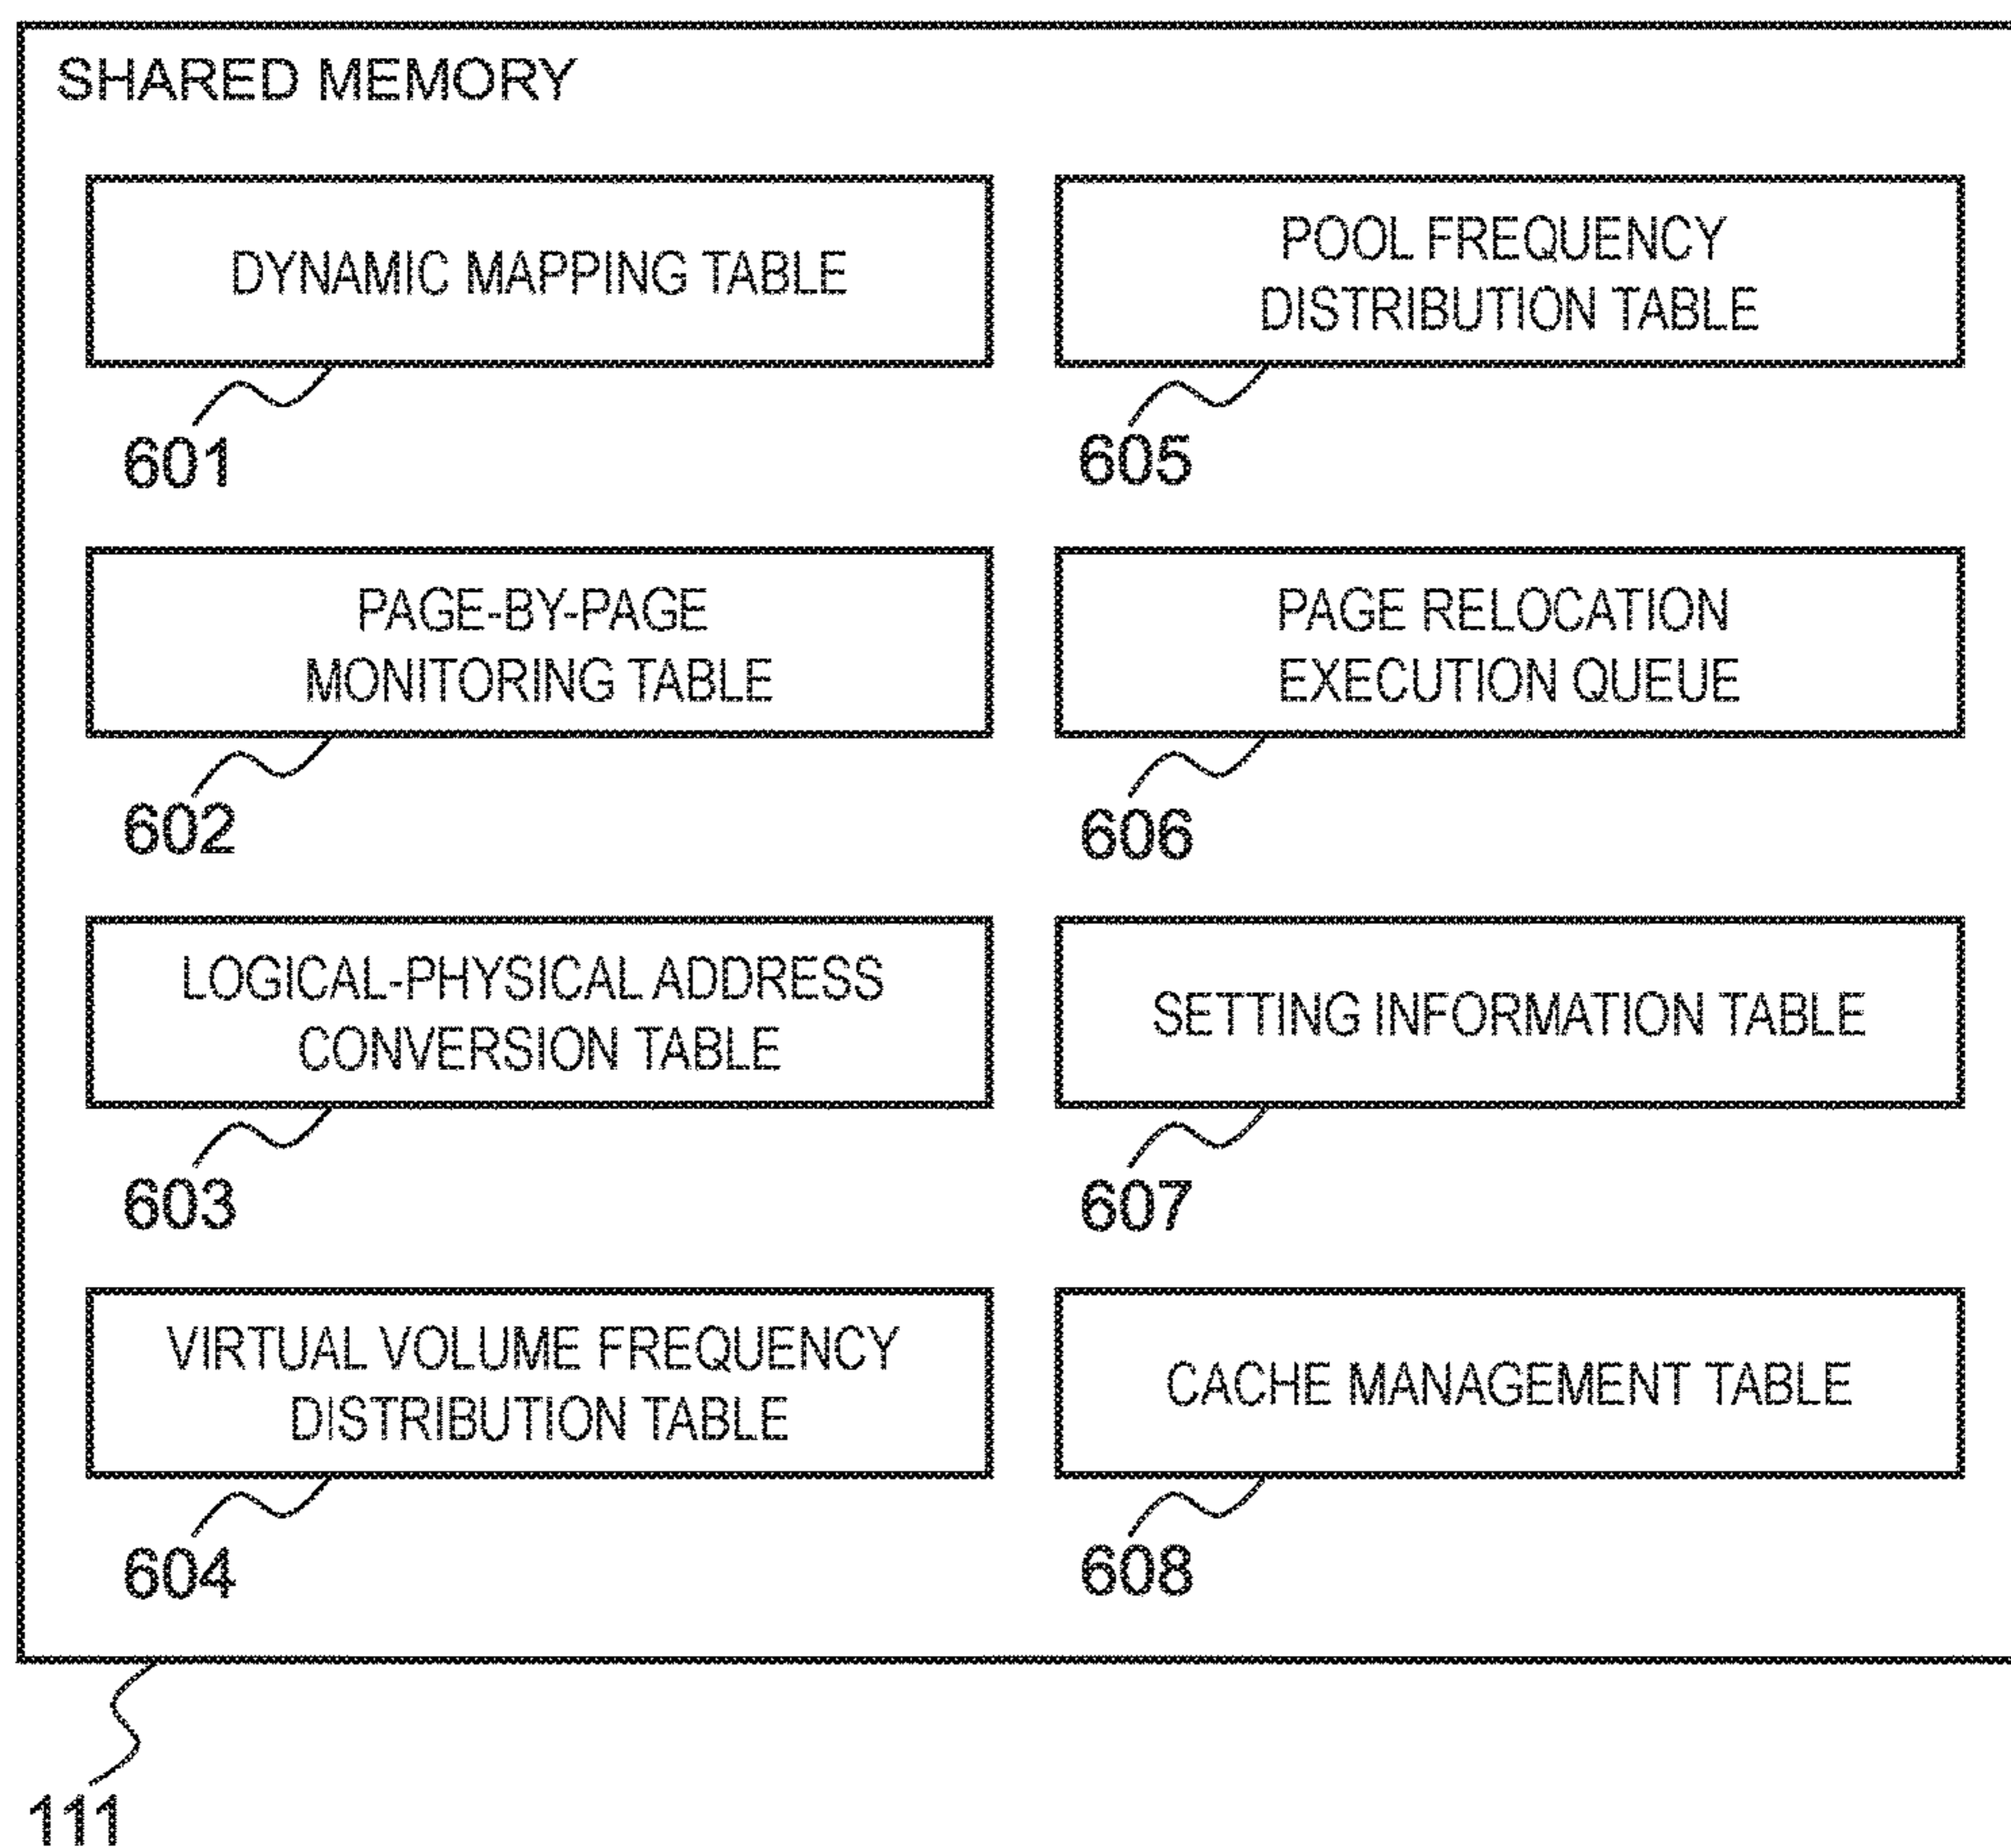 SHARED MEMORY
DYNAMIC MAPPING TABLE
601
POOL FREQUENCY
DISTRIBUTION TABLE
605
PAGE-BY-PAGE
MONITORING TABLE
602
PAGE RELOCATION
EXECUTION QUEUE
606
LOGICAL-PHYSICAL ADDRESS
CONVERSION TABLE
603
SETTING INFORMATION TABLE
607
VIRTUAL VOLUME FREQUENCY
DISTRIBUTION TABLE
604
CACHE MANAGEMENT TABLE
608
111